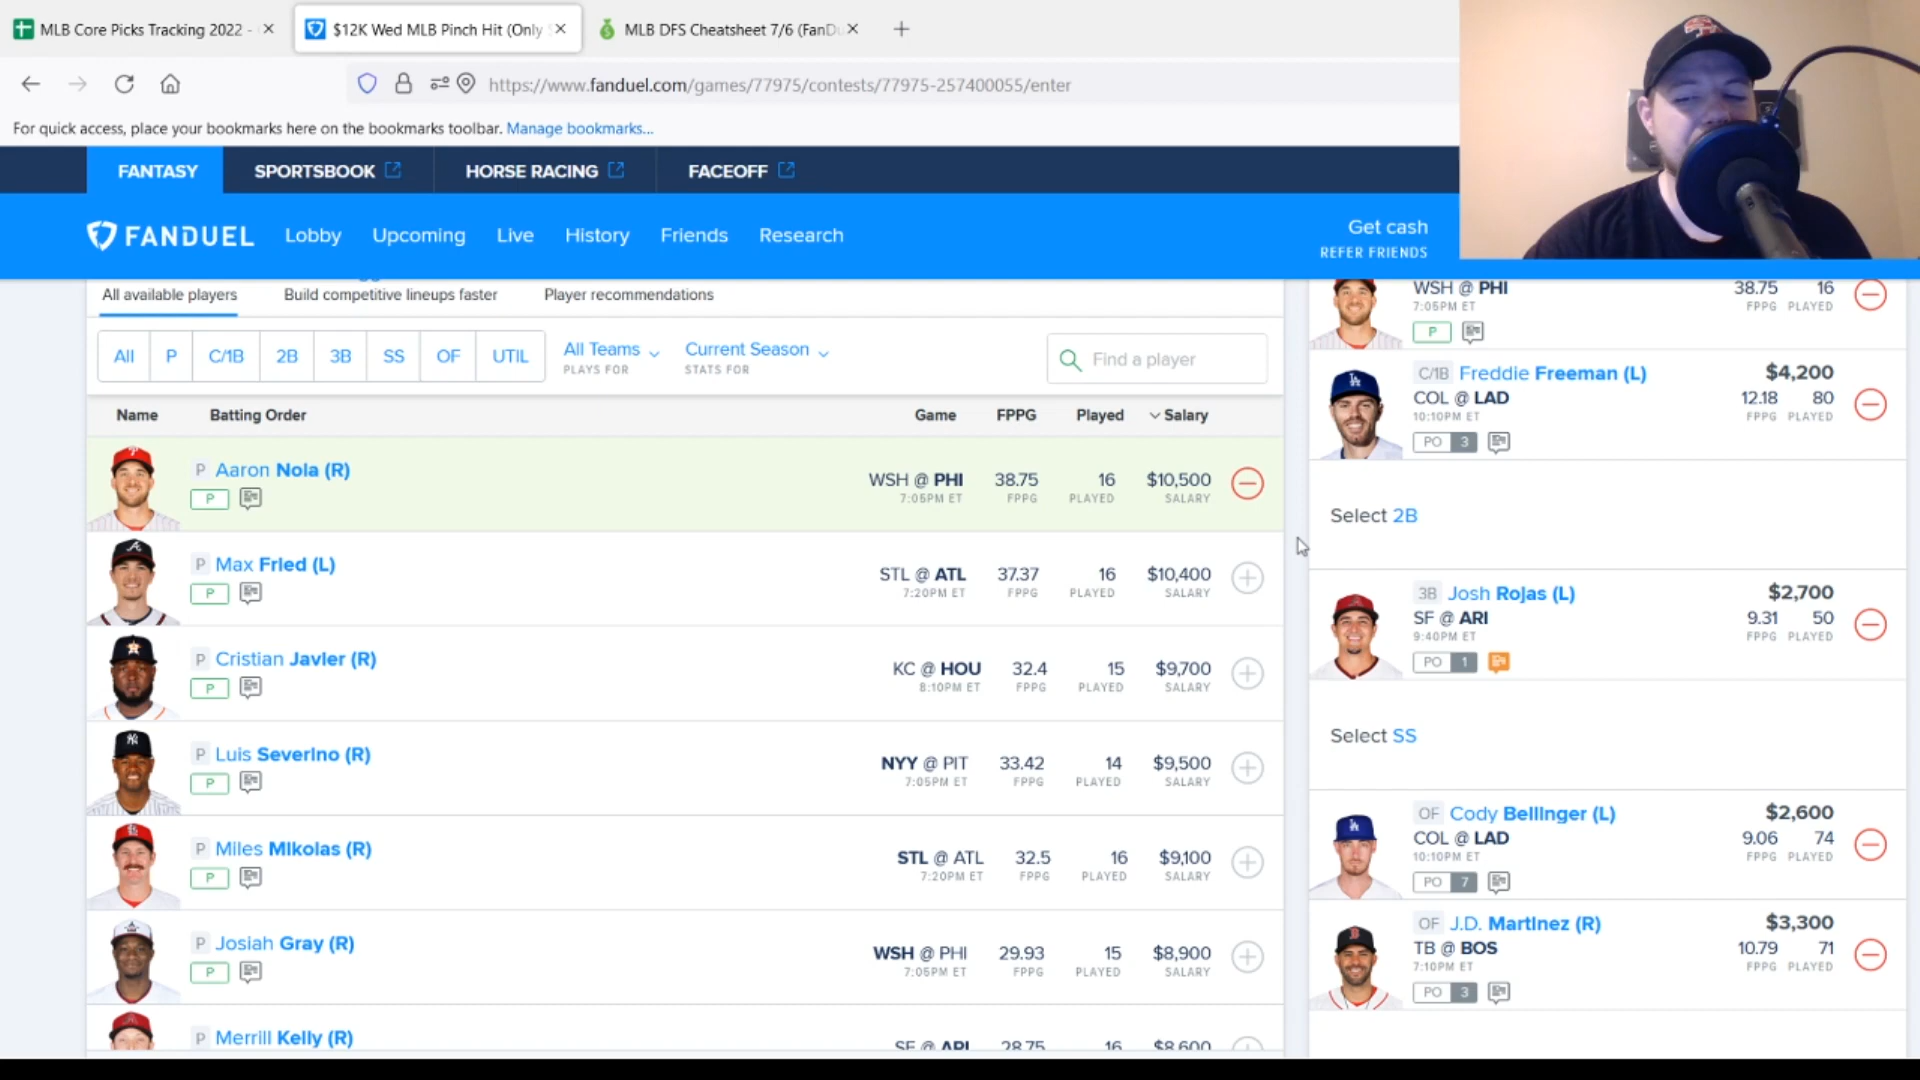 MLB Core Picks Tracking 2022 -
$12K Wed MLB Pinch Hit (Only
MLB DFS Cheatsheet 7/6 (FanDu
https://www.fanduel.com/games/77975/contests/77975-257400055/enter
For quick access, place your bookmarks here on the bookmarks toolbar. Manage bookmarks...
FANTASY SPORTSBOOK HORSE RACING FACEOFF
FANDUEL Lobby Upcoming Live History Friends Research
Get cash
REFER FRIENDS
All available players Build competitive lineups faster Player recommendations
All P C/1B 2B 3B SS OF UTIL
All Teams
PLAYS FOR
Current Season
STATS FOR
Find a player
Name Batting Order Game FPPG Played Salary
P Aaron Nola (R) WSH @ PHI 38.75 16 $10,500
P 7:05PM ET FPPG PLAYED SALARY
P Max Fried (L) STL @ ATL 37.37 16 $10,400
P 7:20PM ET FPPG PLAYED SALARY
P Cristian Javier (R) KC @ HOU 32.4 15 $9,700
P 8:10PM ET FPPG PLAYED SALARY
P Luis Severino (R) NYY @ PIT 33.42 14 $9,500
P 7:05PM ET FPPG PLAYED SALARY
P Miles Mikolas (R) STL @ ATL 32.5 16 $9,100
P 7:20PM ET FPPG PLAYED SALARY
P Josiah Gray (R) WSH @ PHI 29.93 15 $8,900
P 7:05PM ET FPPG PLAYED SALARY
P Merrill Kelly (R) SF @ ARI 28.75 16 $8,600
WSH @ PHI 38.75 16
7:05PM ET FPPG PLAYED
P
C/1B Freddie Freeman (L) $4,200
COL @ LAD 12.18 80
10:10PM ET FPPG PLAYED
PO 3
Select 2B
3B Josh Rojas (L) $2,700
SF @ ARI 9.31 50
9:40PM ET FPPG PLAYED
PO 1
Select SS
OF Cody Bellinger (L) $2,600
COL @ LAD 9.06 74
10:10PM ET FPPG PLAYED
PO 7
OF J.D. Martinez (R) $3,300
TB @ BOS 10.79 71
7:10PM ET FPPG PLAYED
PO 3